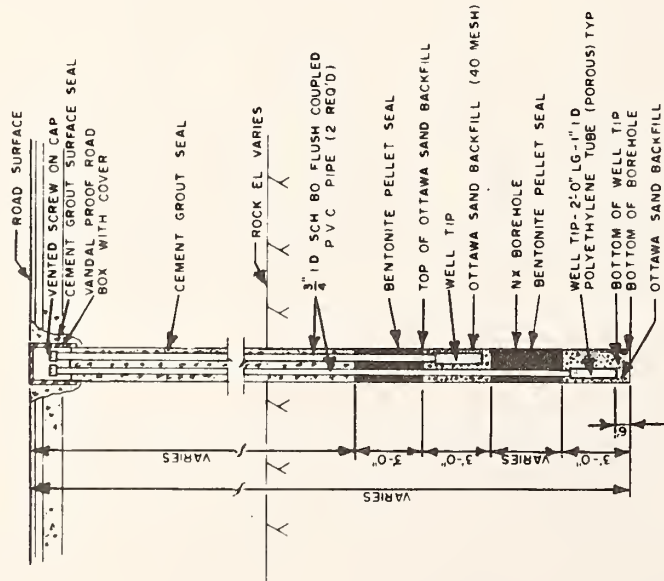 ROAD SURFACE
VENTED SCREW ON CAP
CEMENT GROUT SURFACE SEAL
VANDAL PROOF ROAD
BOX WITH COVER
CEMENT GROUT SEAL
ROCK EL VARIES
3/4" ID SCH 80 FLUSH COUPLED
PVC PIPE (2 REQ'D)
BENTONITE PELLET SEAL
TOP OF OTTAWA SAND BACKFILL
WELL TIP
OTTAWA SAND BACKFILL (40 MESH)
NX BOREHOLE
BENTONITE PELLET SEAL
WELL TIP-2'-0" LG-1" ID
POLYETHYLENE TUBE (POROUS) TYP
BOTTOM OF WELL TIP
BOTTOM OF BOREHOLE
OTTAWA SAND
VARIES
3'-0"
3'-0"
VARIES
3'-0"
6"
VARIES